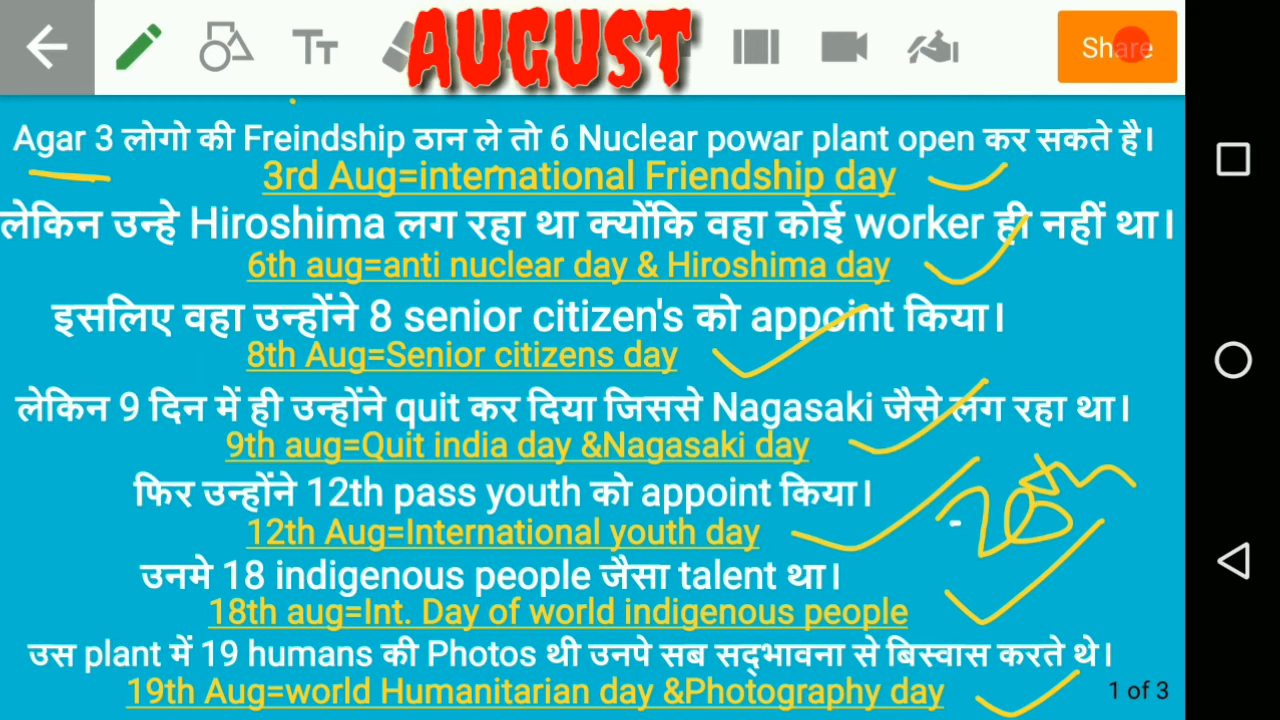 AUGUST
TT
Share
Agar 3 लोगो की Freindship ठान ले तो 6 Nuclear powar plant open कर सकते है।
3rd Aug=international Friendship day
लेकिन उन्हे Hiroshima लग रहा था क्योंकि वहा कोई worker ही नहीं था।
6th aug=anti nuclear day & Hiroshima day
इसलिए वहा उन्होंने 8 senior citizen's को appoint किया।
8th Aug=Senior citizens day
लेकिन 9 दिन में ही उन्होंने quit कर दिया जिससे Nagasaki जैसे लग रहा था।
9th aug=Quit india day &Nagasaki day
फिर उन्होंने 12th pass youth को appoint किया।
12th Aug=International youth day
20th
उनमे 18 indigenous people जैसा talent था।
18th aug=Int. Day of world indigenous people
उस plant में 19 humans की Photos थी उनपे सब सद्भावना से बिस्वास करते थे।
19th Aug=world Humanitarian day &Photography day
1 of 3